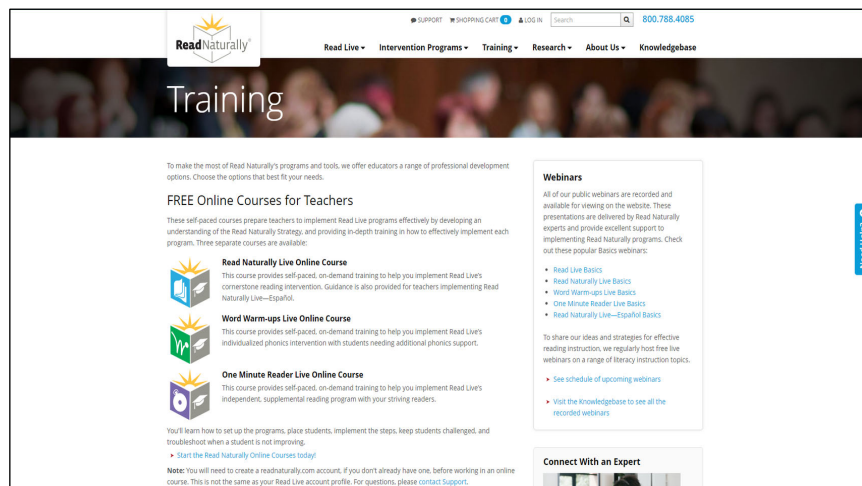 SUPPORT SHOPPING CART 0 LOG IN Search 800.788.4085
ReadNaturally®
Read Live Intervention Programs Training Research About Us Knowledgebase
Training
To make the most of Read Naturally's programs and tools, we offer educators a range of professional development
options. Choose the options that best fit your needs.
FREE Online Courses for Teachers
These self-paced courses prepare teachers to implement Read Live programs effectively by developing an
understanding of the Read Naturally Strategy, and providing in-depth training in how to effectively implement each
program. Three separate courses are available:
Read Naturally Live Online Course
This course provides self-paced, on-demand training to help you implement Read Live's
cornerstone reading intervention. Guidance is also provided for teachers implementing Read
Naturally Live—Español.
Word Warm-ups Live Online Course
This course provides self-paced, on-demand training to help you implement Read Live's
individualized phonics intervention with students needing additional phonics support.
One Minute Reader Live Online Course
This course provides self-paced, on-demand training to help you implement Read Live's
independent, supplemental reading program with your striving readers.
You'll learn how to set up the programs, place students, implement the steps, keep students challenged, and
troubleshoot when a student is not improving.
Start the Read Naturally Online Courses today!
Note: You will need to create a readnaturally.com account, if you don't already have one, before working in an online
course. This is not the same as your Read Live account profile. For questions, please contact Support.
Webinars
All of our public webinars are recorded and
available for viewing on the website. These
presentations are delivered by Read Naturally
experts and provide excellent support to
implementing Read Naturally programs. Check
out these popular Basics webinars:
Read Live Basics
Read Naturally Live Basics
Word Warm-ups Live Basics
One Minute Reader Live Basics
Read Naturally Live—Español Basics
To share our ideas and strategies for effective
reading instruction, we regularly host free live
webinars on a range of literacy instruction topics.
See schedule of upcoming webinars
Visit the Knowledgebase to see all the
recorded webinars
Connect With an Expert